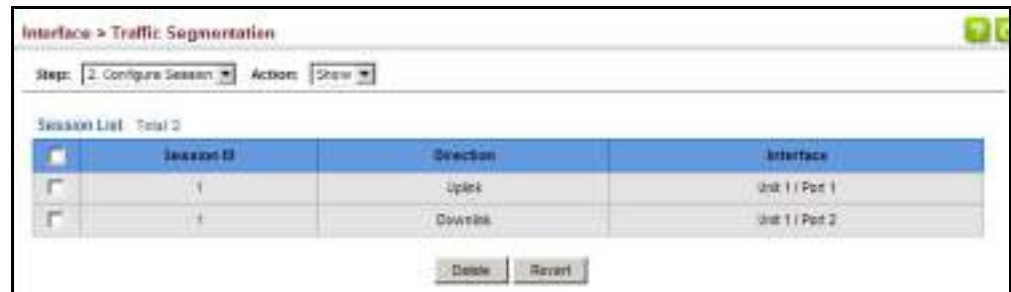 Interface > Traffic Segmentation
Step: 2. Configure Session Action: Show
Session List Total 2
Session ID Direction Interface
1 Uplink Unit 1 / Port 1
1 Downlink Unit 1 / Port 2
Delete Revert